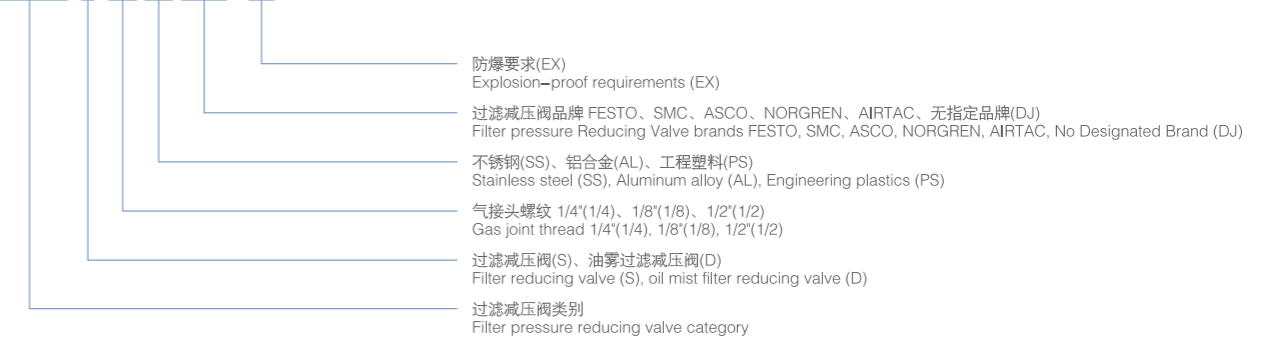 防爆要求(EX)
Explosion–proof requirements (EX)
过滤减压阀品牌 FESTO、SMC、ASCO、NORGREN、AIRTAC、无指定品牌(DJ)
Filter pressure Reducing Valve brands FESTO, SMC, ASCO, NORGREN, AIRTAC, No Designated Brand (DJ)
不锈钢(SS)、铝合金(AL)、工程塑料(PS)
Stainless steel (SS), Aluminum alloy (AL), Engineering plastics (PS)
气接头螺纹 1/4"(1/4)、1/8"(1/8)、1/2"(1/2)
Gas joint thread 1/4"(1/4), 1/8"(1/8), 1/2"(1/2)
过滤减压阀(S)、油雾过滤减压阀(D)
Filter reducing valve (S), oil mist filter reducing valve (D)
过滤减压阀类别
Filter pressure reducing valve category